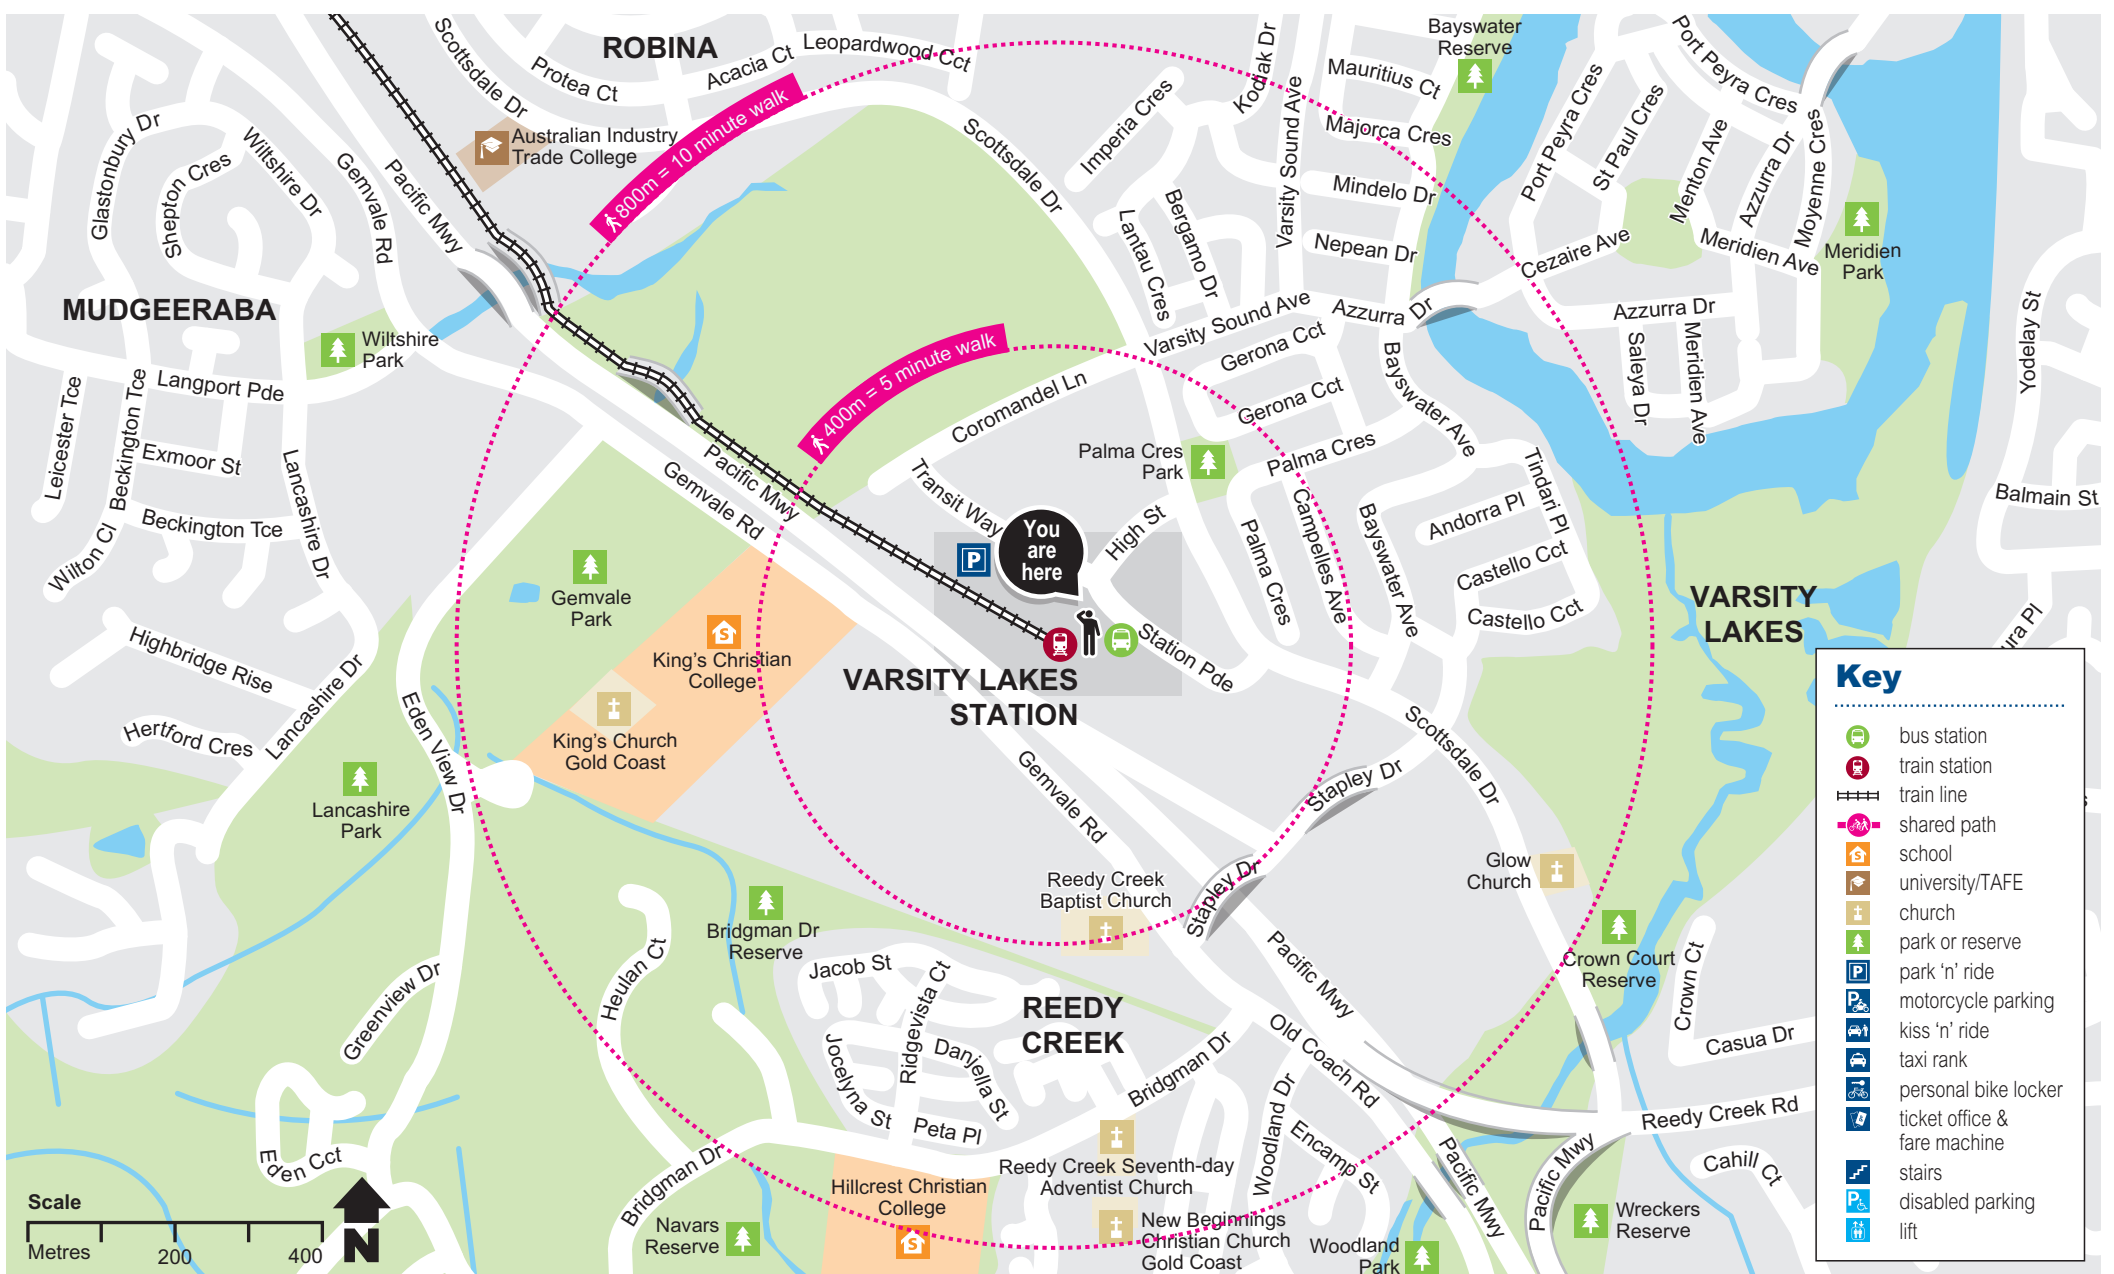 ROBINA
Scottsdale Dr
Protea Ct
Acacia Ct
Leopardwood Cct
Australian Industry
Trade College
800m = 10 minute walk
Scottsdale Dr
Imperia Cres
Kodiak Dr
Varsity Sound Ave
Bayswater
Reserve
Mauritius Ct
Majorca Cres
Mindelo Dr
Nepean Dr
Port Peyra Cres
Port Peyra Cres
St Paul Cres
Menton Ave
Azzurra Dr
Moyenne Cres
Meridien Ave
Meridien
Park
Cezaire Ave
Azzurra Dr
Saleya Dr
Meridien Ave
Yodelay St
Balmain St
Glastonbury Dr
Shepton Cres
Wiltshire Dr
Gemvale Rd
Pacific Mwy
MUDGEERABA
Wiltshire
Park
Langport Pde
Leicester Tce
Beckington Tce
Exmoor St
Beckington Tce
Wilton Cl
Lancashire Dr
Highbridge Rise
Hertford Cres
Lancashire Dr
Lancashire
Park
Eden View Dr
Greenview Dr
Eden Cct
Lantau Cres
Bergamo Dr
Varsity Sound Ave
Azzurra Dr
Gerona Cct
Gerona Cct
Bayswater Ave
400m = 5 minute walk
Coromandel Ln
Transit Way
Palma Cres
Park
Palma Cres
Campelles Ave
Palma Cres
Bayswater Ave
Tindari Pl
Andorra Pl
Castello Cct
Castello Cct
High St
You
are
here
P
Station Pde
Pacific Mwy
Gemvale Rd
Gemvale
Park
S
King's Christian
College
King's Church
Gold Coast
VARSITY LAKES
STATION
VARSITY
LAKES
ura Pl
Gemvale Rd
Scottsdale Dr
Stapley Dr
Stapley Dr
Glow
Church
Reedy Creek
Baptist Church
Crown Court
Reserve
Crown Ct
Casua Dr
Reedy Creek Rd
Cahill Ct
Bridgman Dr
Reserve
Heulan Ct
Jacob St
Ridgevista Ct
Jocelyna St
Danjella St
Peta Pl
REEDY
CREEK
Bridgman Dr
Pacific Mwy
Old Coach Rd
Woodland Dr
Encamp St
Pacific Mwy
Pacific Mwy
Wreckers
Reserve
Woodland
Park
Reedy Creek Seventh-day
Adventist Church
New Beginnings
Christian Church
Gold Coast
Hillcrest Christian
College
S
Bridgman Dr
Navars
Reserve
Scale
Metres
200
400
N
Key
bus station
train station
train line
shared path
S
school
university/TAFE
church
park or reserve
P
park 'n' ride
P
motorcycle parking
kiss 'n' ride
taxi rank
personal bike locker
ticket office &
fare machine
stairs
P
disabled parking
lift
s